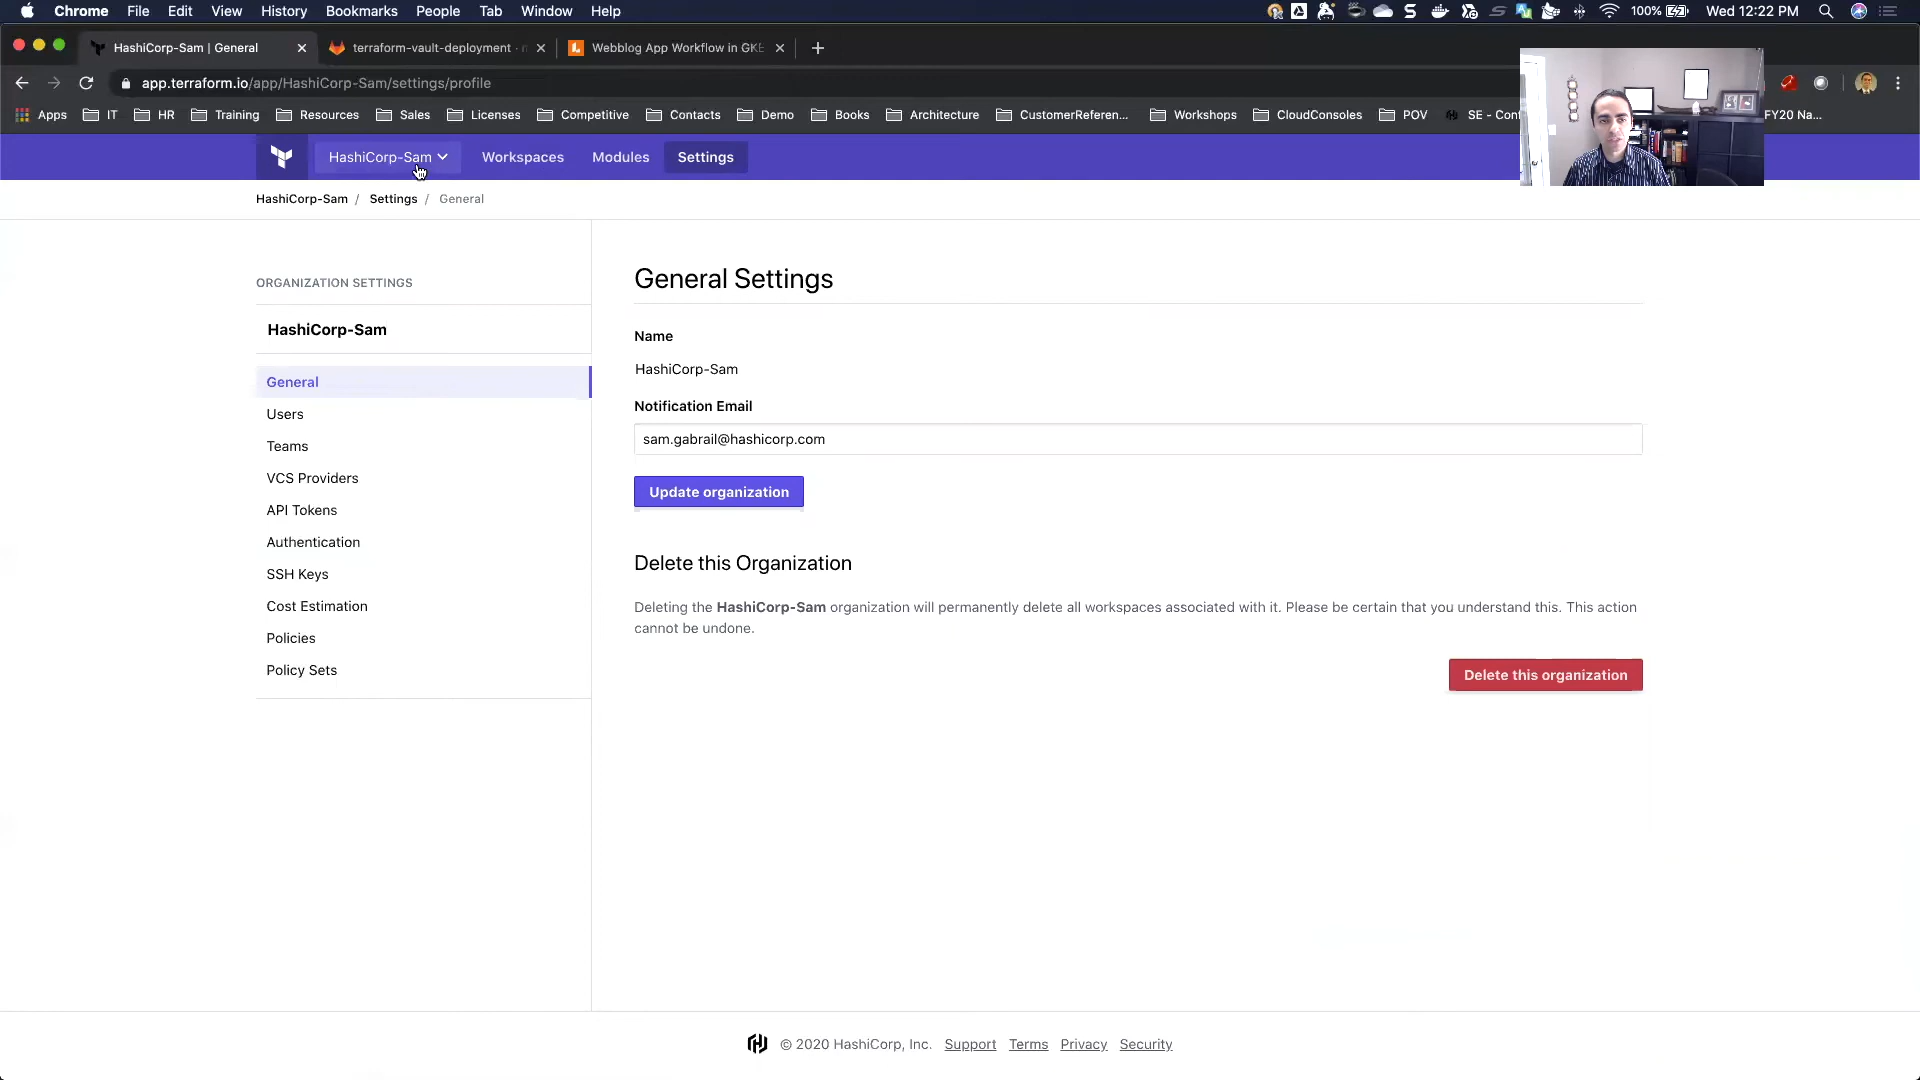 Chrome File Edit View History Bookmarks People Tab Window Help 100% Wed 12:22 PM
HashiCorp-Sam | General terraform-vault-deployment Webblog App Workflow in GKE
app.terraform.io/app/HashiCorp-Sam/settings/profile
Apps IT HR Training Resources Sales Licenses Competitive Contacts Demo Books Architecture CustomerReferen... Workshops CloudConsoles POV SE - Con FY20 Na...
HashiCorp-Sam Workspaces Modules Settings
HashiCorp-Sam / Settings / General
ORGANIZATION SETTINGS
HashiCorp-Sam
General
Users
Teams
VCS Providers
API Tokens
Authentication
SSH Keys
Cost Estimation
Policies
Policy Sets
General Settings
Name
HashiCorp-Sam
Notification Email
sam.gabrail@hashicorp.com
Update organization
Delete this Organization
Deleting the HashiCorp-Sam organization will permanently delete all workspaces associated with it. Please be certain that you understand this. This action
cannot be undone.
Delete this organization
© 2020 HashiCorp, Inc. Support Terms Privacy Security